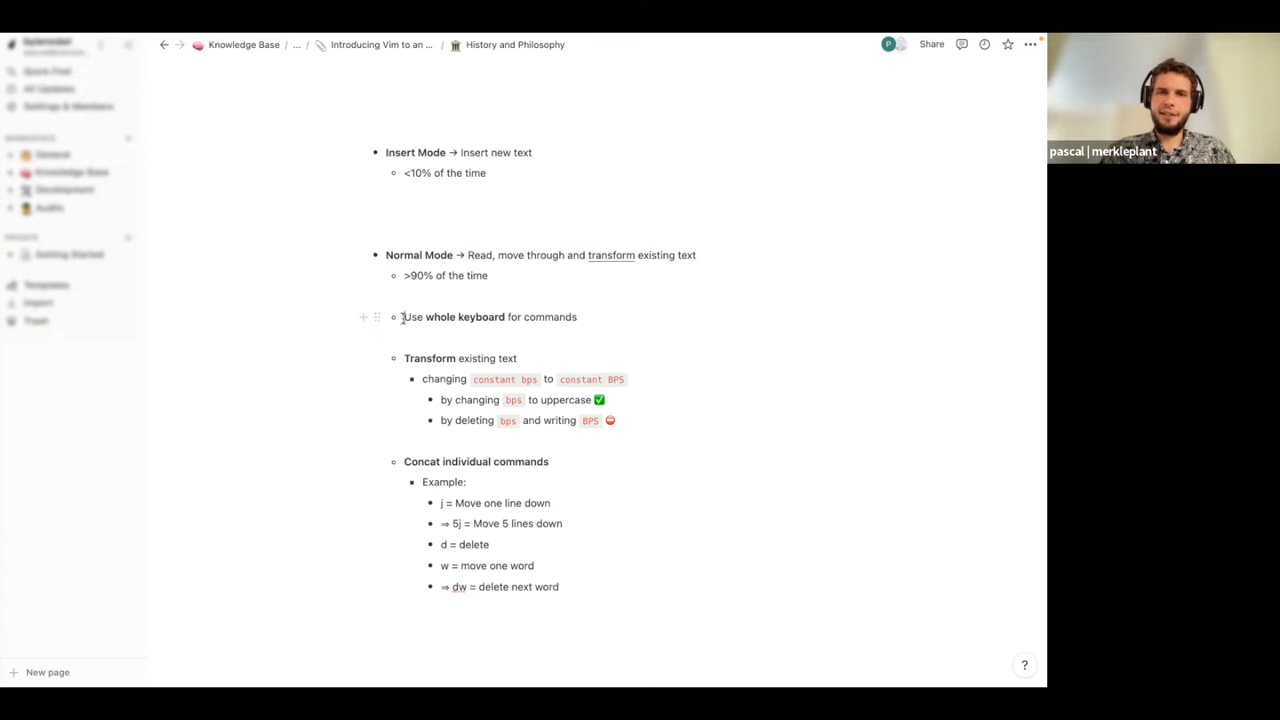 Knowledge Base / ... / Introducing Vim to an ... / History and Philosophy
P
Share
Insert Mode → Insert new text
<10% of the time
Normal Mode → Read, move through and transform existing text
>90% of the time
Use whole keyboard for commands
Transform existing text
changing constant bps to constant BPS
by changing bps to uppercase ✅
by deleting bps and writing BPS ⛔
Concat individual commands
Example:
j = Move one line down
⇒ 5j = Move 5 lines down
d = delete
w = move one word
⇒ dw = delete next word
New page
?
pascal | merkleplant